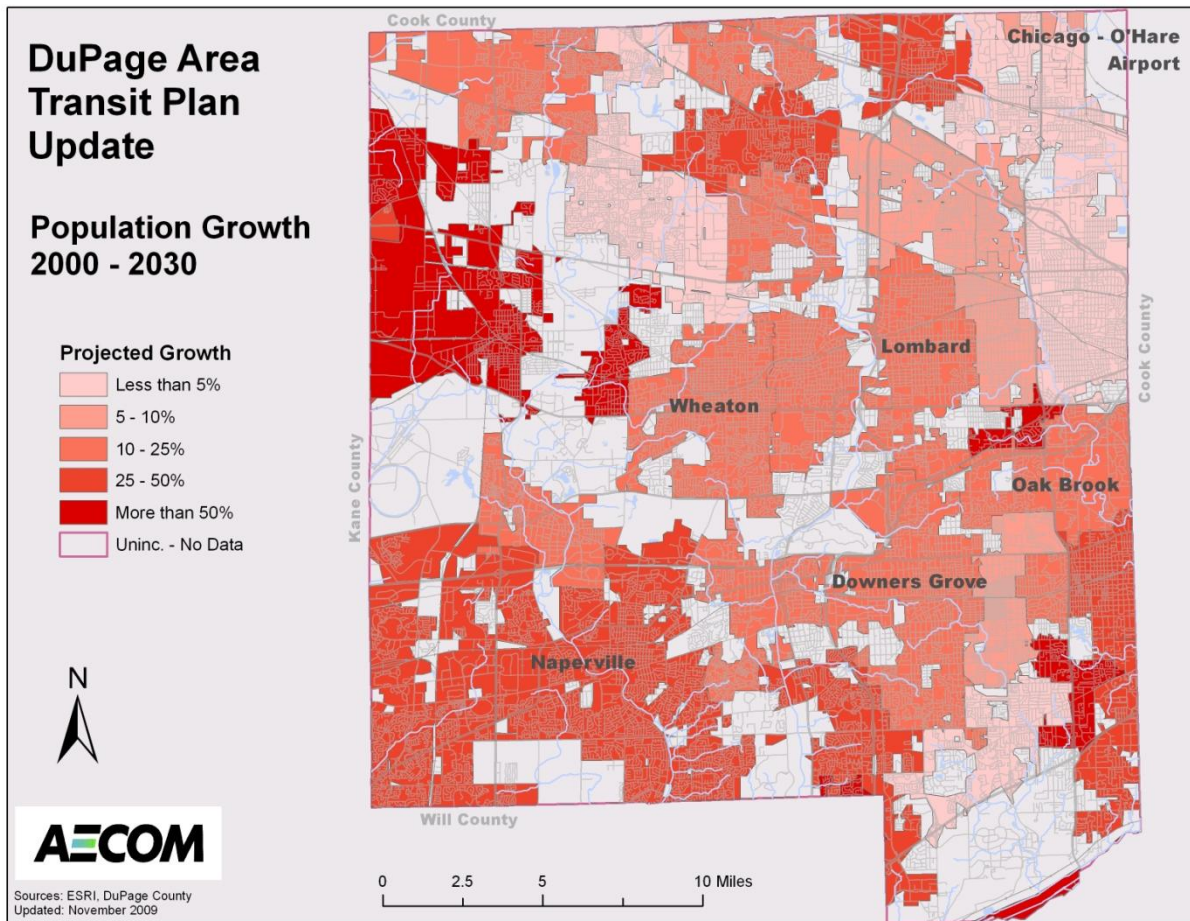 DuPage Area
Transit Plan
Update
Population Growth
2000 - 2030
Projected Growth
Less than 5%
5 - 10%
10 - 25%
25 - 50%
More than 50%
Uninc. - No Data
N
AECOM
Sources: ESRI, DuPage County
Updated: November 2009
Cook County
Chicago - O'Hare
Airport
Cook County
Lombard
Wheaton
Kane County
Oak Brook
Downers Grove
Naperville
Will County
0 2.5 5 10 Miles